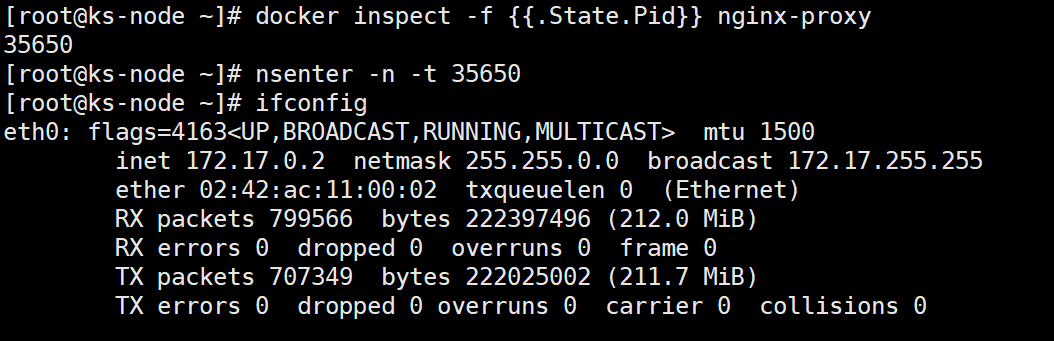 [root@ks-node ~]# docker inspect -f {{.State.Pid}} nginx-proxy
35650
[root@ks-node ~]# nsenter -n -t 35650
[root@ks-node ~]# ifconfig
eth0: flags=4163<UP,BROADCAST,RUNNING,MULTICAST>  mtu 1500
        inet 172.17.0.2  netmask 255.255.0.0  broadcast 172.17.255.255
        ether 02:42:ac:11:00:02  txqueuelen 0  (Ethernet)
        RX packets 799566  bytes 222397496 (212.0 MiB)
        RX errors 0  dropped 0  overruns 0  frame 0
        TX packets 707349  bytes 222025002 (211.7 MiB)
        TX errors 0  dropped 0 overruns 0  carrier 0  collisions 0